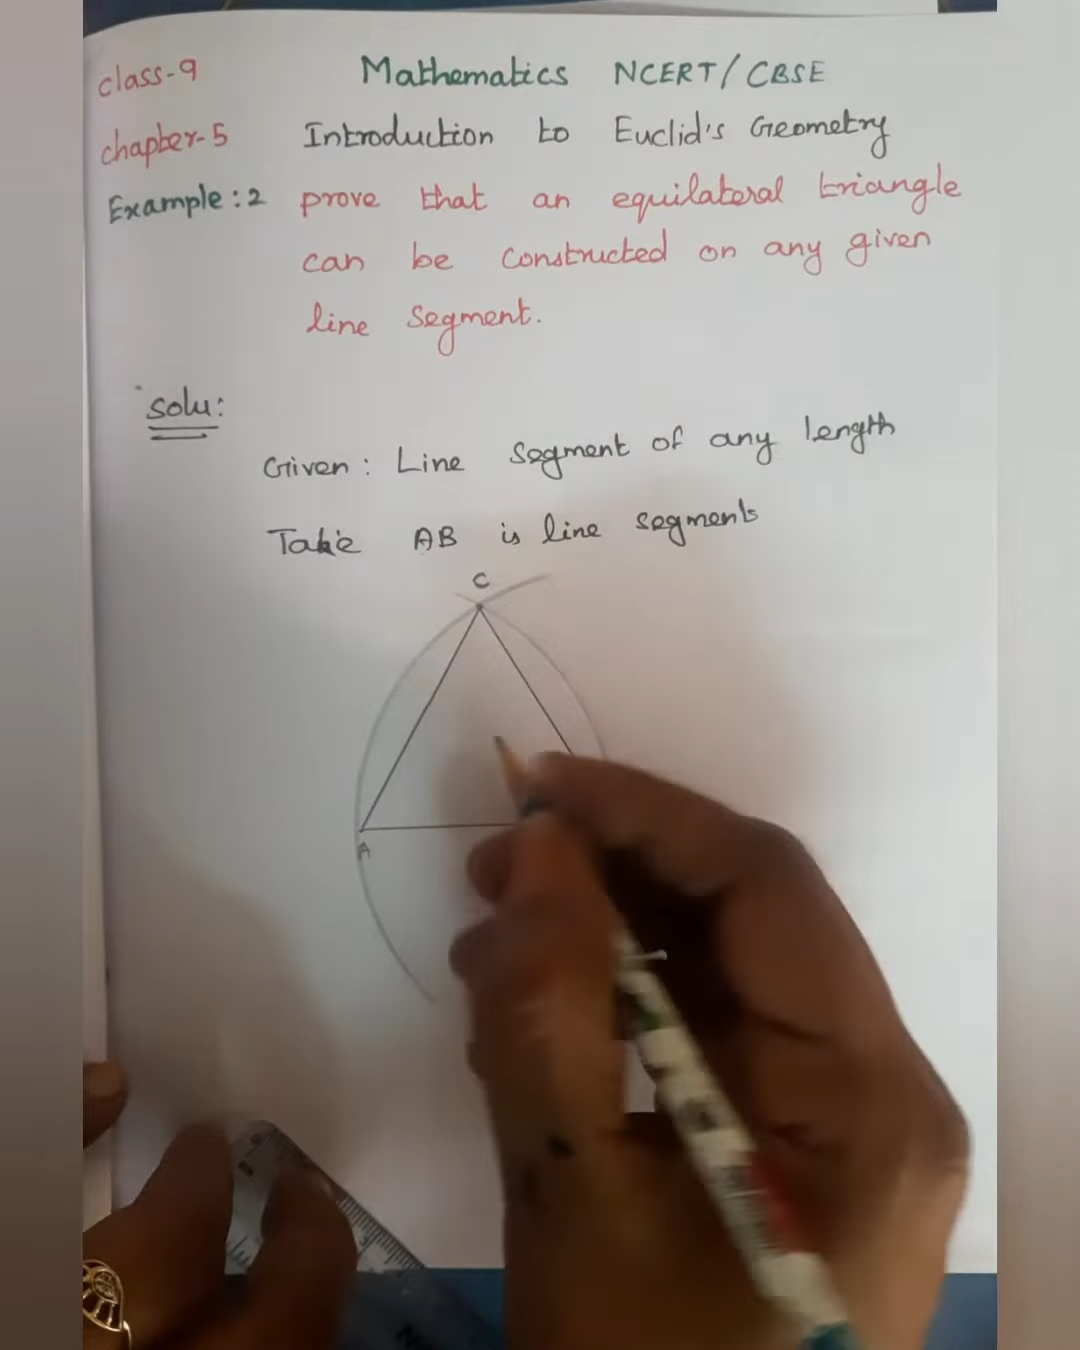 class-9 Mathematics NCERT/CBSE
chapter-5 Introduction to Euclid's Geometry
Example:2 prove that an equilateral triangle
can be constructed on any given
line segment.
Solu:
Given: Line segment of any length
Take AB is line segments
C
A